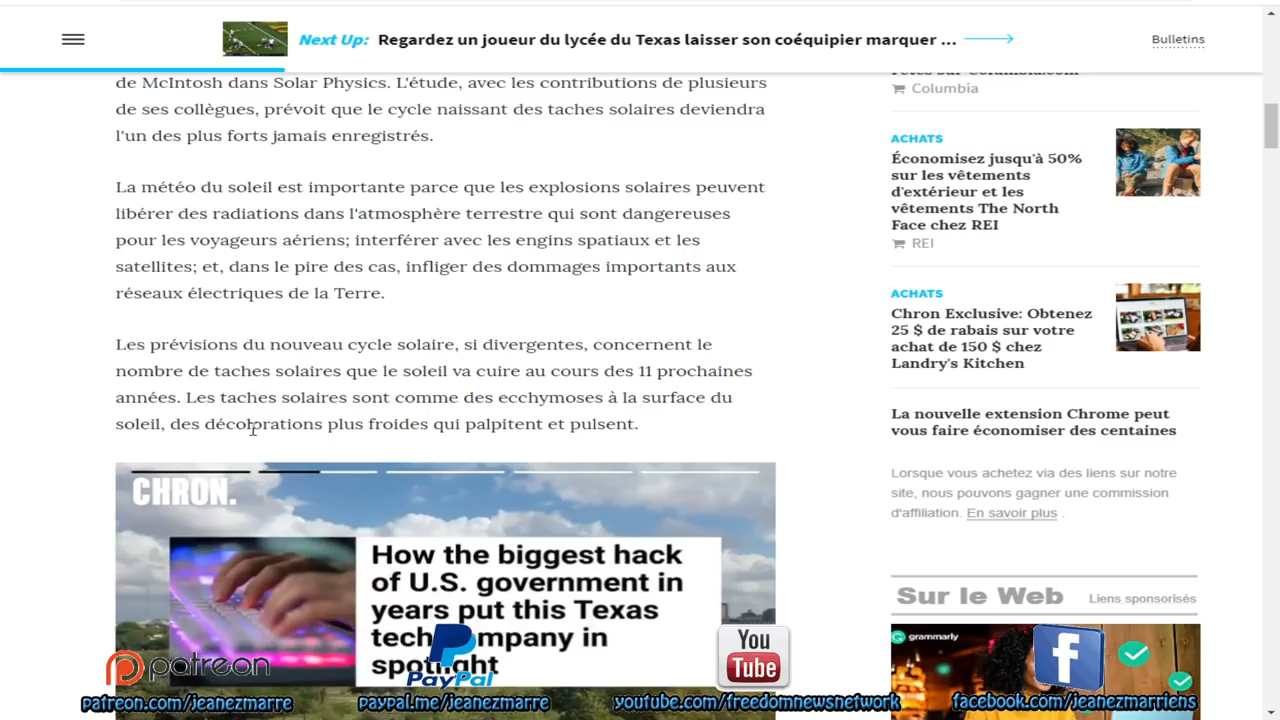 Next Up: Regardez un joueur du lycée du Texas laisser son coéquipier marquer ...
Bulletins
de McIntosh dans Solar Physics. L'étude, avec les contributions de plusieurs
de ses collègues, prévoit que le cycle naissant des taches solaires deviendra
l'un des plus forts jamais enregistrés.
La météo du soleil est importante parce que les explosions solaires peuvent
libérer des radiations dans l'atmosphère terrestre qui sont dangereuses
pour les voyageurs aériens; interférer avec les engins spatiaux et les
satellites; et, dans le pire des cas, infliger des dommages importants aux
réseaux électriques de la Terre.
Les prévisions du nouveau cycle solaire, si divergentes, concernent le
nombre de taches solaires que le soleil va cuire au cours des 11 prochaines
années. Les taches solaires sont comme des ecchymoses à la surface du
soleil, des décolorations plus froides qui palpitent et pulsent.
CHRON.
How the biggest hack
of U.S. government in
years put this Texas
tech company in
spotlight
Columbia
ACHATS
Économisez jusqu'à 50%
sur les vêtements
d'extérieur et les
vêtements The North
Face chez REI
REI
ACHATS
Chron Exclusive: Obtenez
25 $ de rabais sur votre
achat de 150 $ chez
Landry's Kitchen
La nouvelle extension Chrome peut
vous faire économiser des centaines
Lorsque vous achetez via des liens sur notre
site, nous pouvons gagner une commission
d'affiliation. En savoir plus .
Sur le Web
Liens sponsorisés
grammarly
patreon
PayPal
You
Tube
f
patreon.com/jeanezmarre
paypal.me/jeanezmarre
youtube.com/freedomnewsnetwork
facebook.com/jeanezmarriens